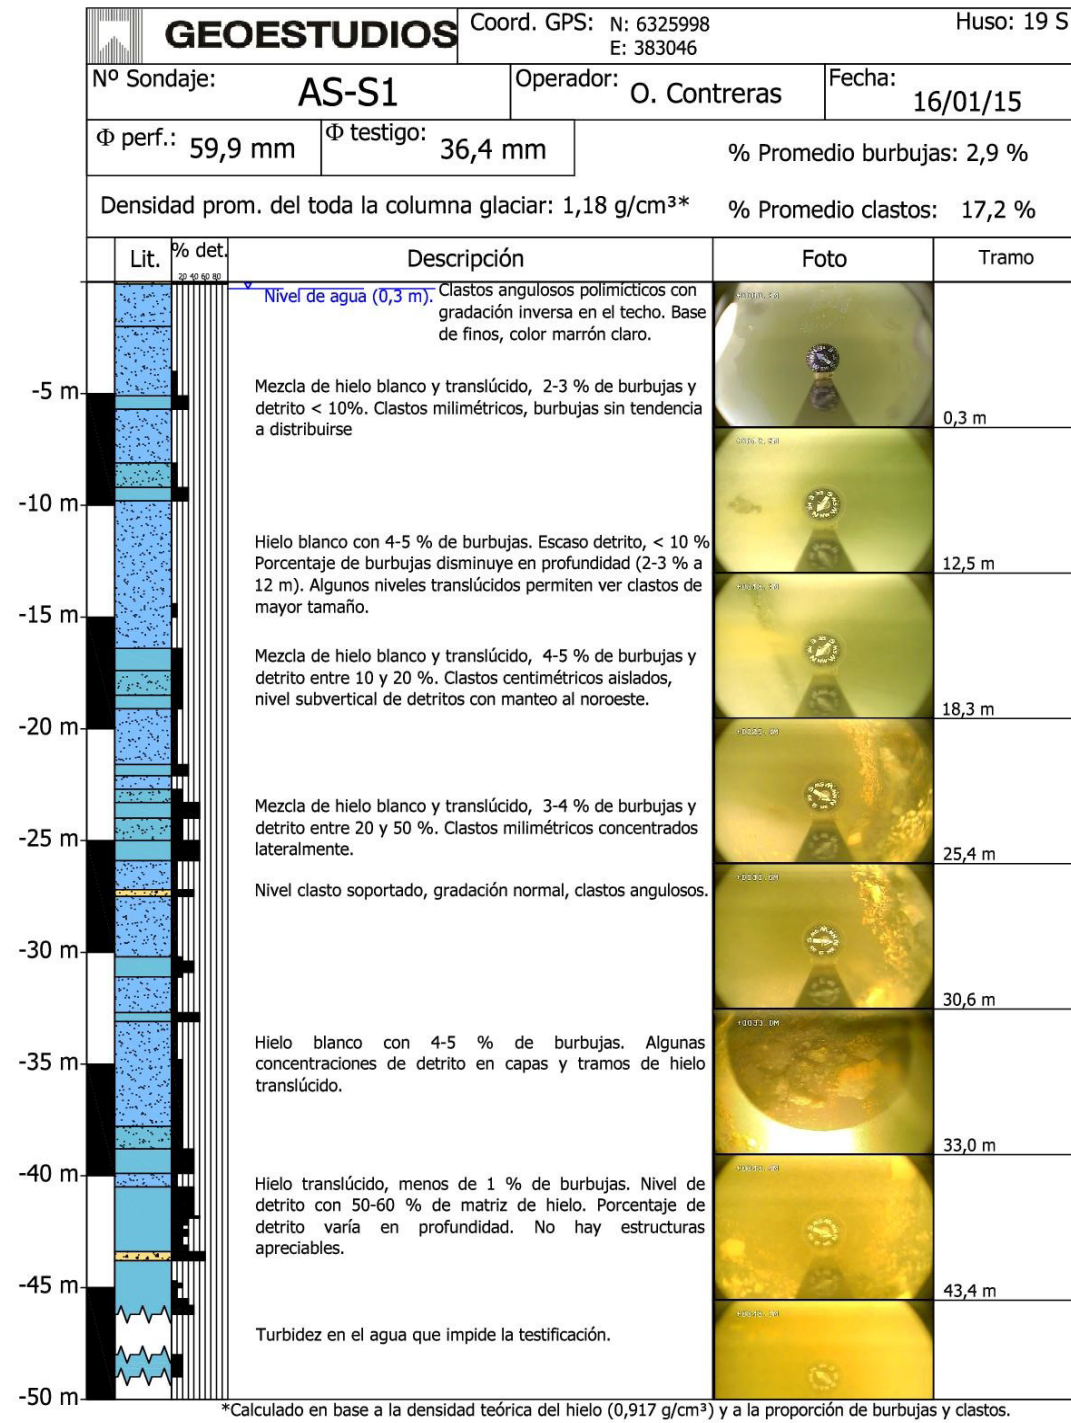 GEOESTUDIOS
Coord. GPS: N: 6325998
E: 383046
Huso: 19 S
Nº Sondaje:
AS-S1
Operador: O. Contreras
Fecha:
16/01/15
Φ perf.: 59,9 mm
Φ testigo: 36,4 mm
% Promedio burbujas: 2,9 %
Densidad prom. del toda la columna glaciar: 1,18 g/cm³*
% Promedio clastos: 17,2 %
Lit.
% det.
20 40 60 80
Descripción
Foto
Tramo
Nivel de agua (0,3 m).
Clastos angulosos polimícticos con
gradación inversa en el techo. Base
de finos, color marrón claro.
0,3 m
-5 m
Mezcla de hielo blanco y translúcido, 2-3 % de burbujas y
detrito < 10%. Clastos milimétricos, burbujas sin tendencia
a distribuirse
-10 m
12,5 m
Hielo blanco con 4-5 % de burbujas. Escaso detrito, < 10 %
Porcentaje de burbujas disminuye en profundidad (2-3 % a
12 m). Algunos niveles translúcidos permiten ver clastos de
mayor tamaño.
-15 m
Mezcla de hielo blanco y translúcido, 4-5 % de burbujas y
detrito entre 10 y 20 %. Clastos centimétricos aislados,
nivel subvertical de detritos con manteo al noroeste.
18,3 m
-20 m
Mezcla de hielo blanco y translúcido, 3-4 % de burbujas y
detrito entre 20 y 50 %. Clastos milimétricos concentrados
lateralmente.
-25 m
25,4 m
Nivel clasto soportado, gradación normal, clastos angulosos.
-30 m
30,6 m
Hielo blanco con 4-5 % de burbujas. Algunas
concentraciones de detrito en capas y tramos de hielo
translúcido.
-35 m
33,0 m
-40 m
Hielo translúcido, menos de 1 % de burbujas. Nivel de
detrito con 50-60 % de matriz de hielo. Porcentaje de
detrito varía en profundidad. No hay estructuras
apreciables.
-45 m
43,4 m
Turbidez en el agua que impide la testificación.
-50 m
*Calculado en base a la densidad teórica del hielo (0,917 g/cm³) y a la proporción de burbujas y clastos.